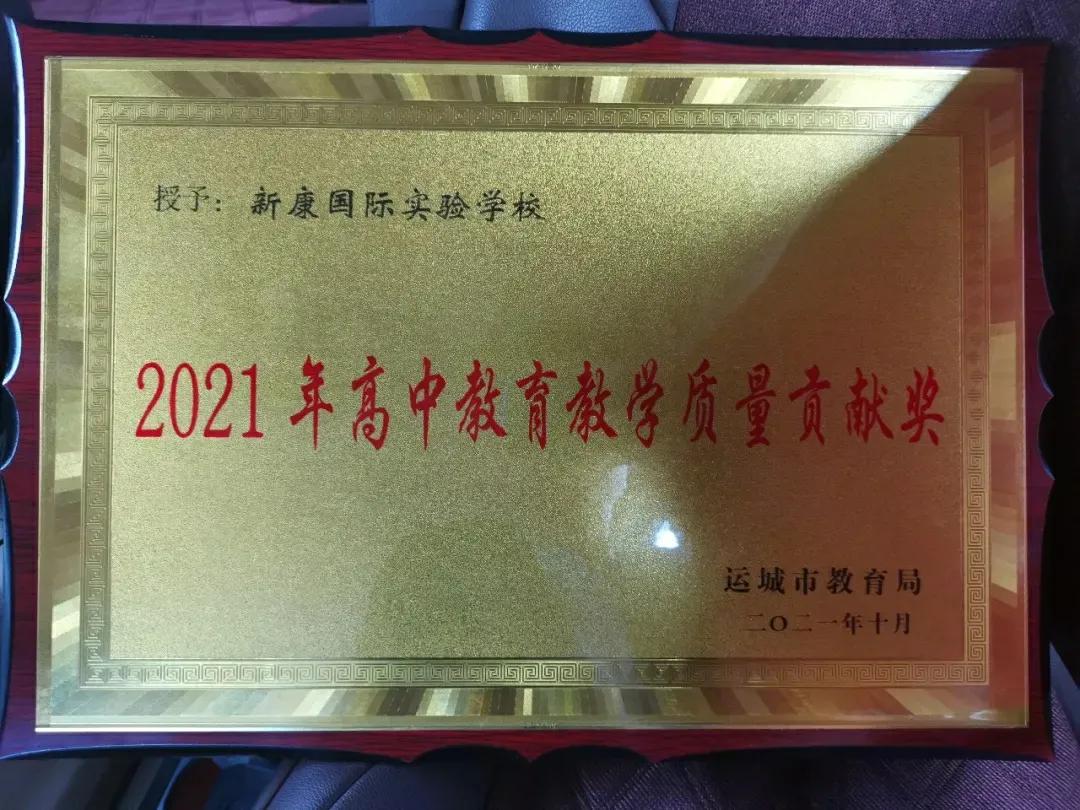 授予：新康国际实验学校
2021年高中教育教学质量贡献奖
运城市教育局
二〇二一年十月